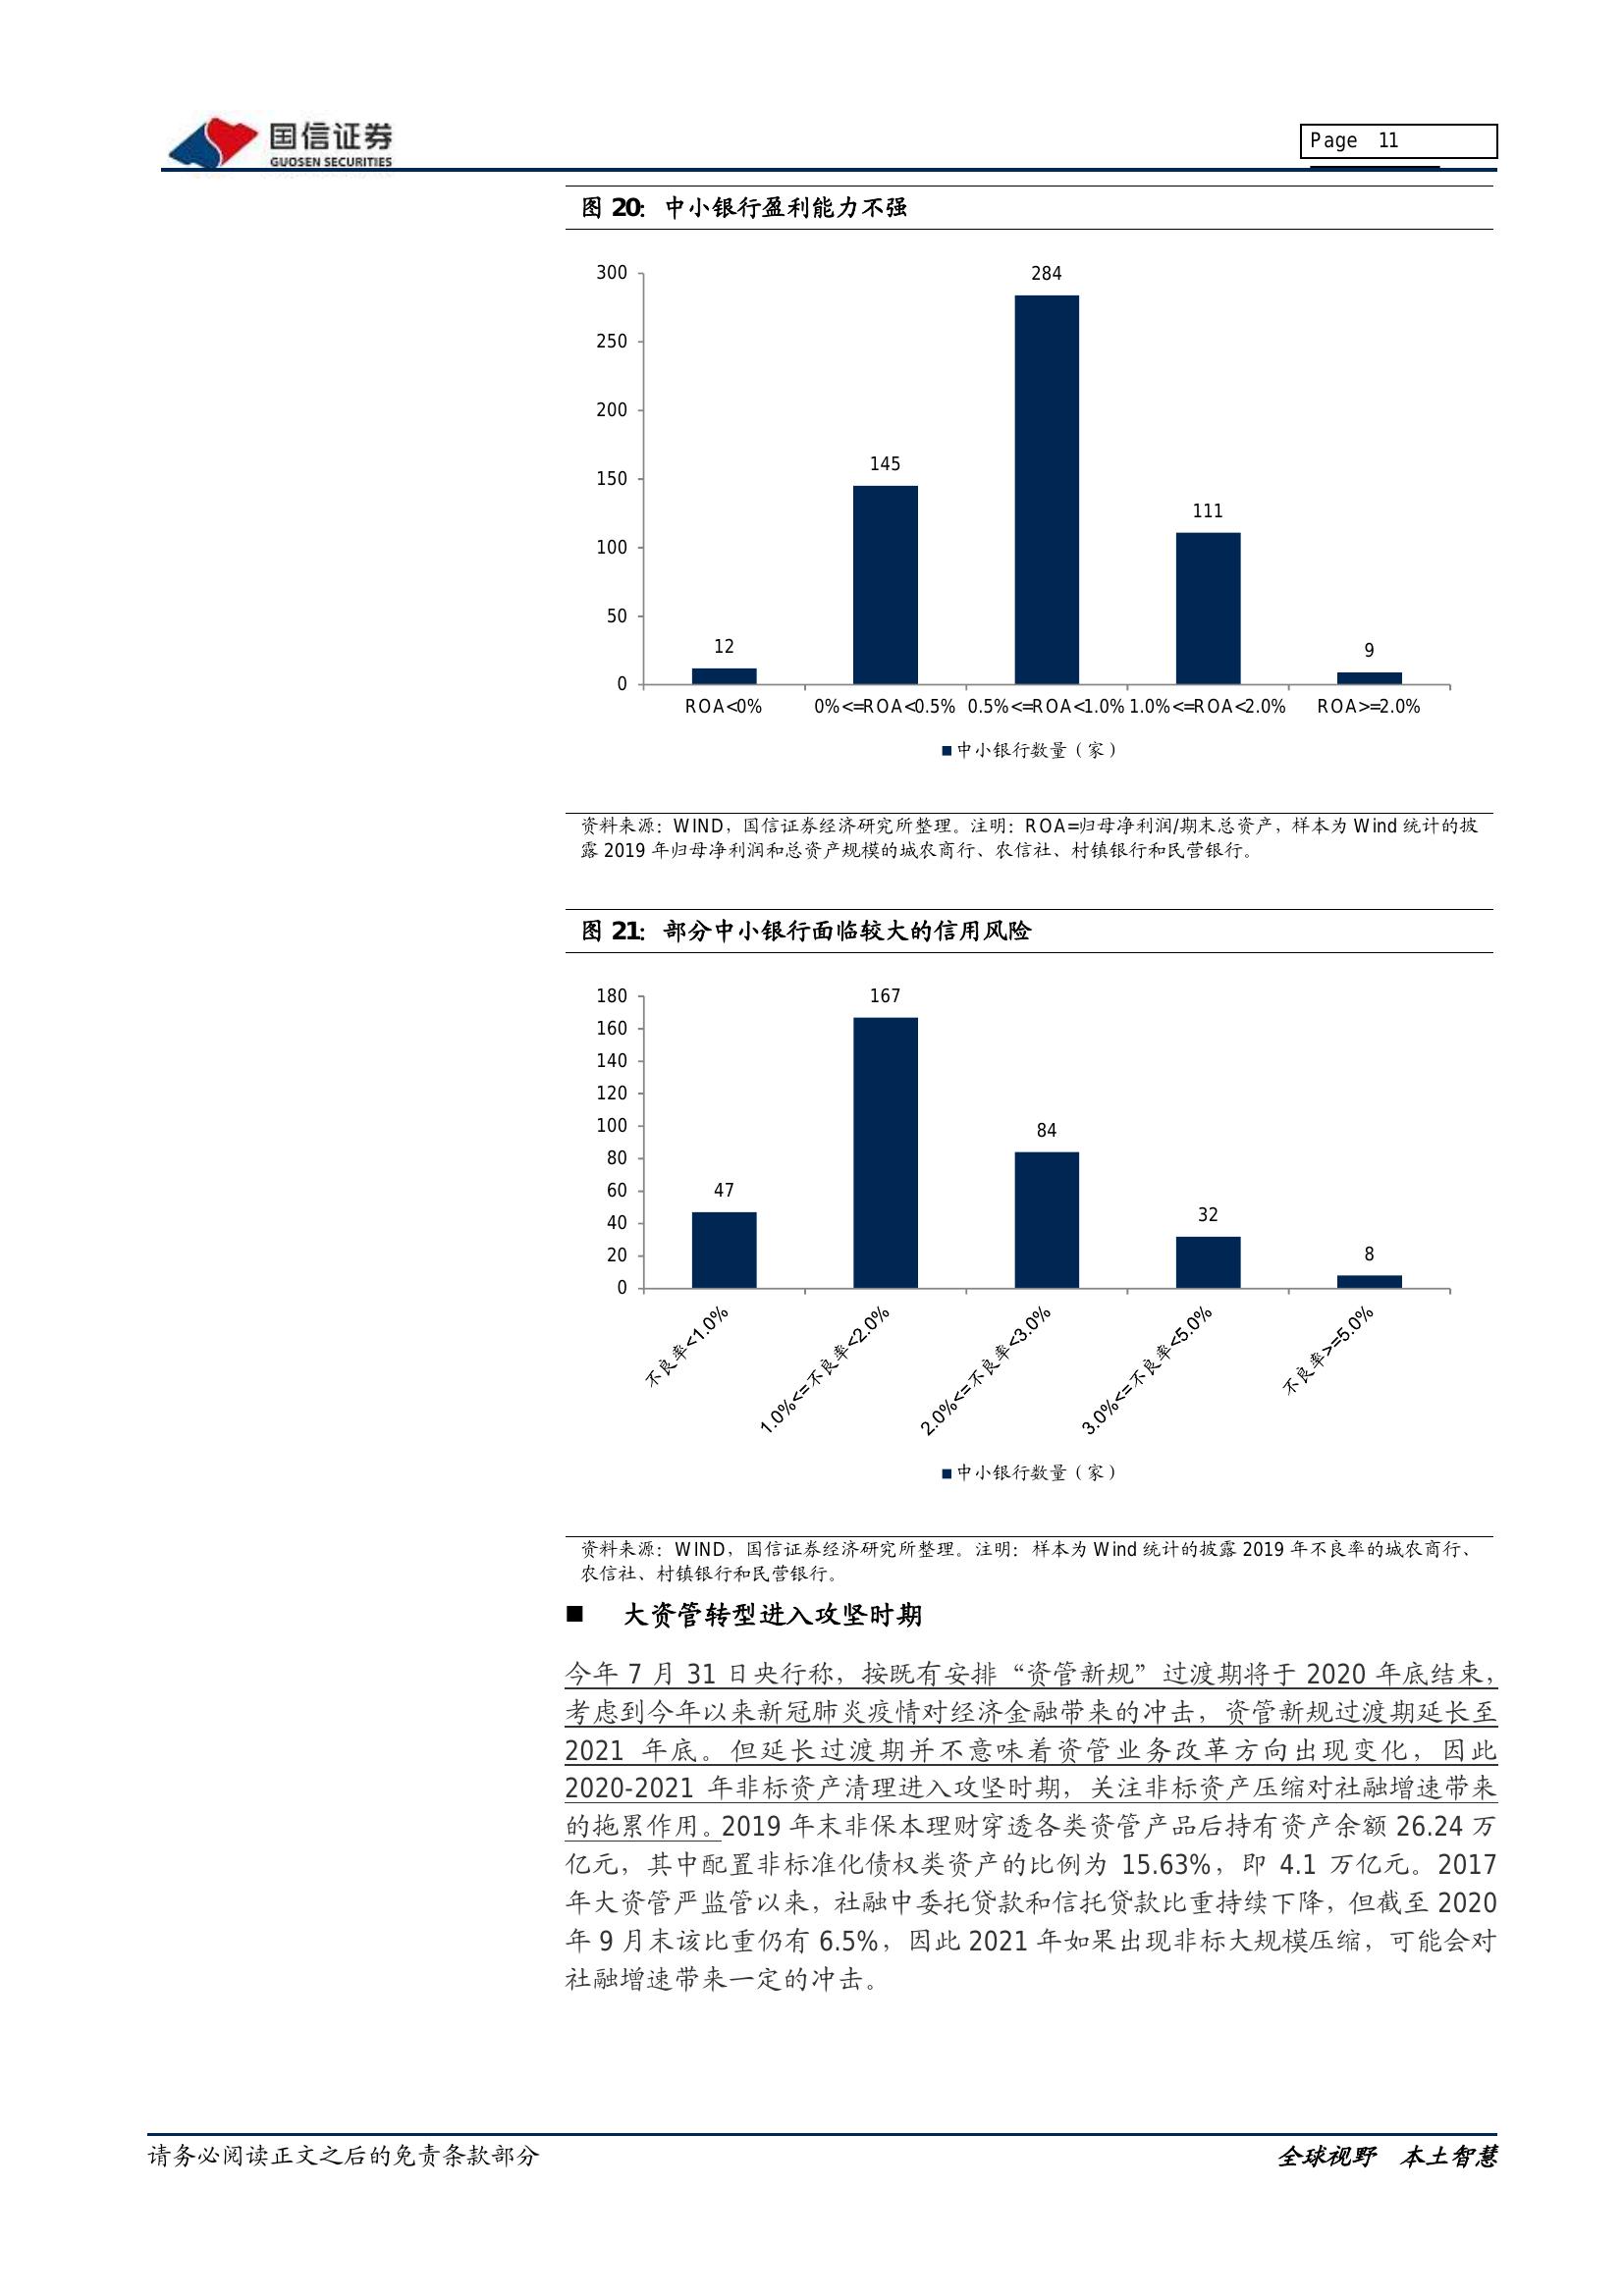 国信证券
GUOSEN SECURITIES
Page 11
图 20：中小银行盈利能力不强
300
250
200
150
100
50
0
12
145
284
111
9
ROA<0%
0%<=ROA<0.5%
0.5%<=ROA<1.0%
1.0%<=ROA<2.0%
ROA>=2.0%
中小银行数量（家）
资料来源：WIND，国信证券经济研究所整理。注明：ROA=归母净利润/期末总资产，样本为 Wind 统计的披
露 2019 年归母净利润和总资产规模的城农商行、农信社、村镇银行和民营银行。
图 21：部分中小银行面临较大的信用风险
180
160
140
120
100
80
60
40
20
0
47
167
84
32
8
不良率<1.0%
1.0%<=不良率<2.0%
2.0%<=不良率<3.0%
3.0%<=不良率<5.0%
不良率>=5.0%
中小银行数量（家）
资料来源：WIND，国信证券经济研究所整理。注明：样本为 Wind 统计的披露 2019 年不良率的城农商行、
农信社、村镇银行和民营银行。
■ 大资管转型进入攻坚时期
今年 7 月 31 日央行称，按既有安排“资管新规”过渡期将于 2020 年底结束，
考虑到今年以来新冠肺炎疫情对经济金融带来的冲击，资管新规过渡期延长至
2021 年底。但延长过渡期并不意味着资管业务改革方向出现变化，因此
2020-2021 年非标资产清理进入攻坚时期，关注非标资产压缩对社融增速带来
的拖累作用。2019 年末非保本理财穿透各类资管产品后持有资产余额 26.24 万
亿元，其中配置非标准化债权类资产的比例为 15.63%，即 4.1 万亿元。2017
年大资管严监管以来，社融中委托贷款和信托贷款比重持续下降，但截至 2020
年 9 月末该比重仍有 6.5%，因此 2021 年如果出现非标大规模压缩，可能会对
社融增速带来一定的冲击。
请务必阅读正文之后的免责条款部分
全球视野 本土智慧